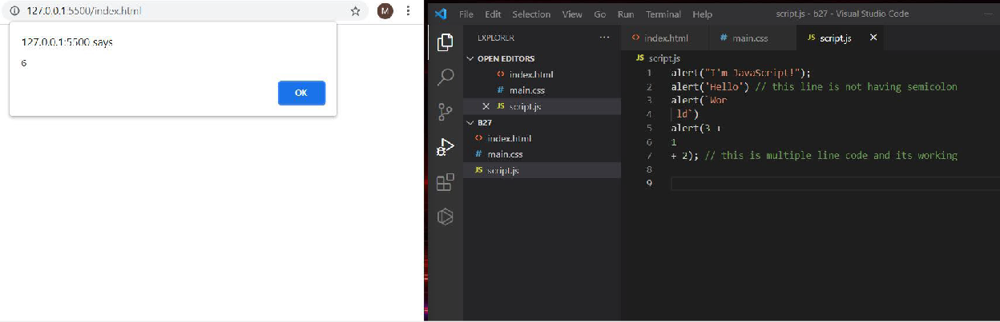 127.0.0.1:5500/index.html
M
127.0.0.1:5500 says
6
OK
File Edit Selection View Go Run Terminal Help
script.js - b27 - Visual Studio Code
EXPLORER ...
OPEN EDITORS
<> index.html
# main.css
X JS script.js
B27
<> index.html
# main.css
JS script.js
<> index.html # main.css JS script.js X
JS script.js
1 alert("I'm JavaScript!");
2 alert('Hello') // this line is not having semicolon
3 alert(`Wor
4 ld`)
5 alert(3 +
6 1
7 + 2); // this is multiple line code and its working
8
9